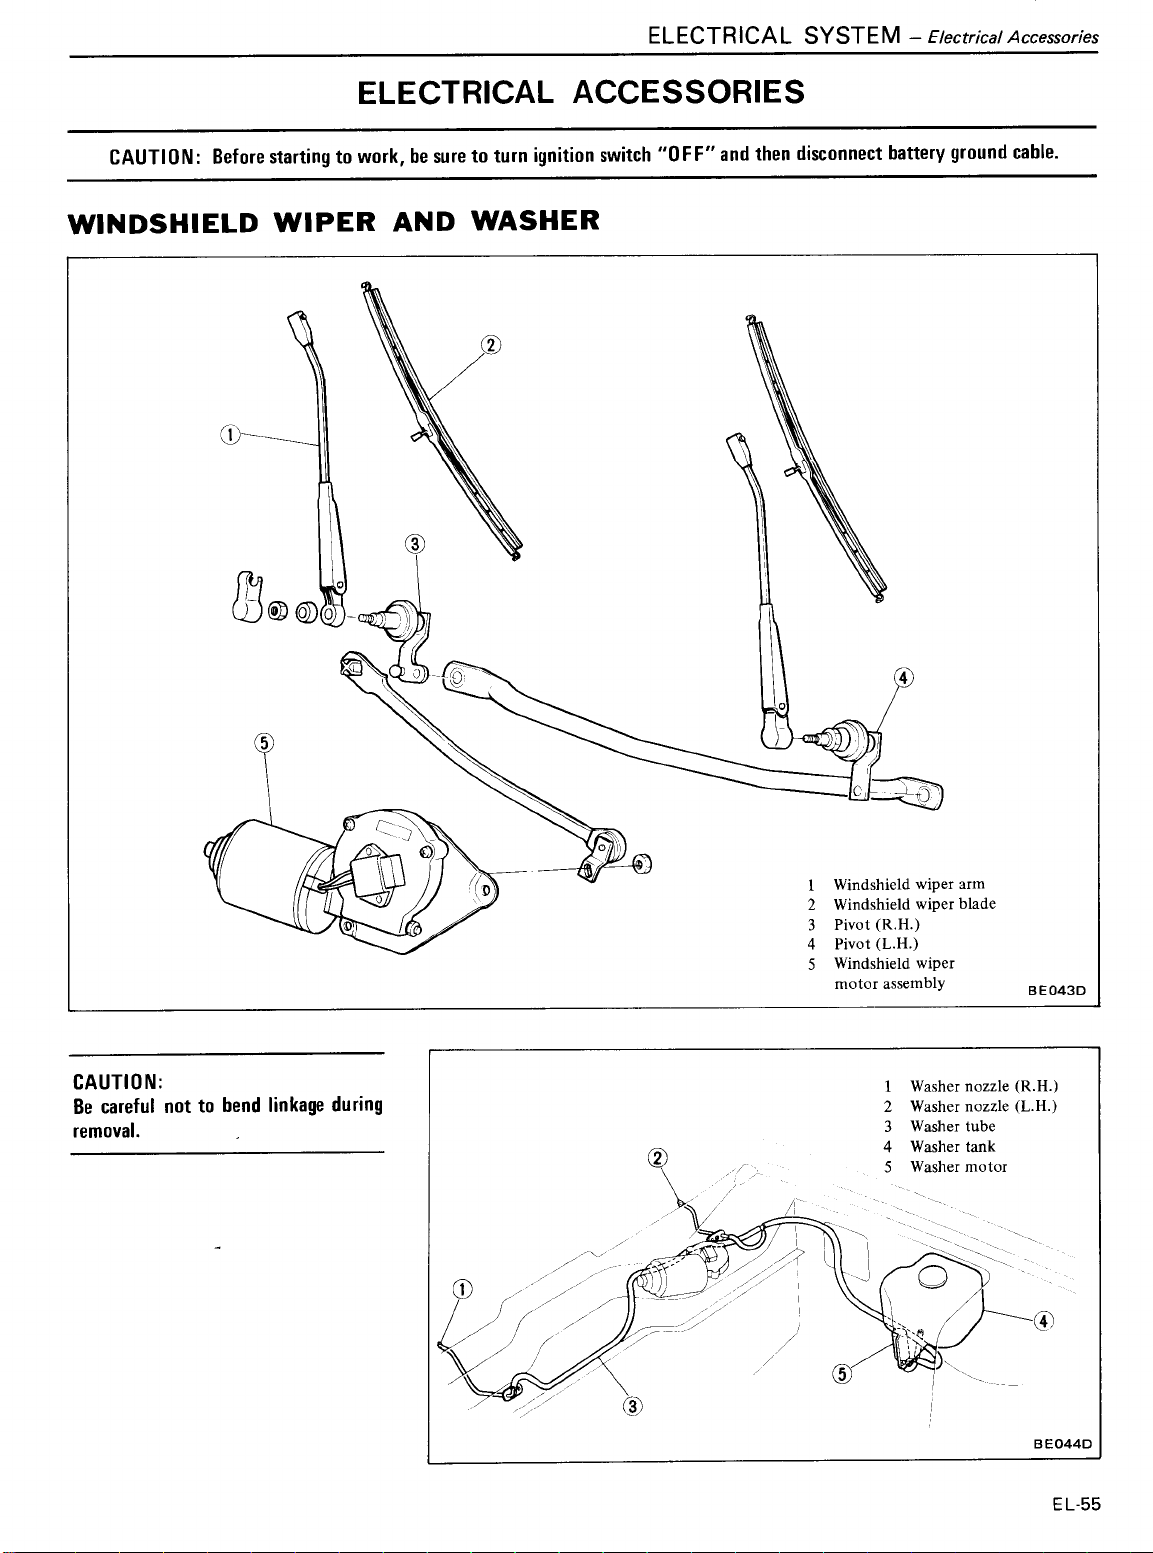 ELECTRICAL SYSTEM – Electrical Accessories
ELECTRICAL ACCESSORIES
CAUTION: Before starting to work, be sure to turn ignition switch "OFF" and then disconnect battery ground cable.
WINDSHIELD WIPER AND WASHER
2
1
3
4
5
1 Windshield wiper arm
2 Windshield wiper blade
3 Pivot (R.H.)
4 Pivot (L.H.)
5 Windshield wiper
motor assembly
BE043D
CAUTION:
Be careful not to bend linkage during
removal.
1 Washer nozzle (R.H.)
2 Washer nozzle (L.H.)
3 Washer tube
4 Washer tank
5 Washer motor
2
1
4
5
3
BE044D
EL-55